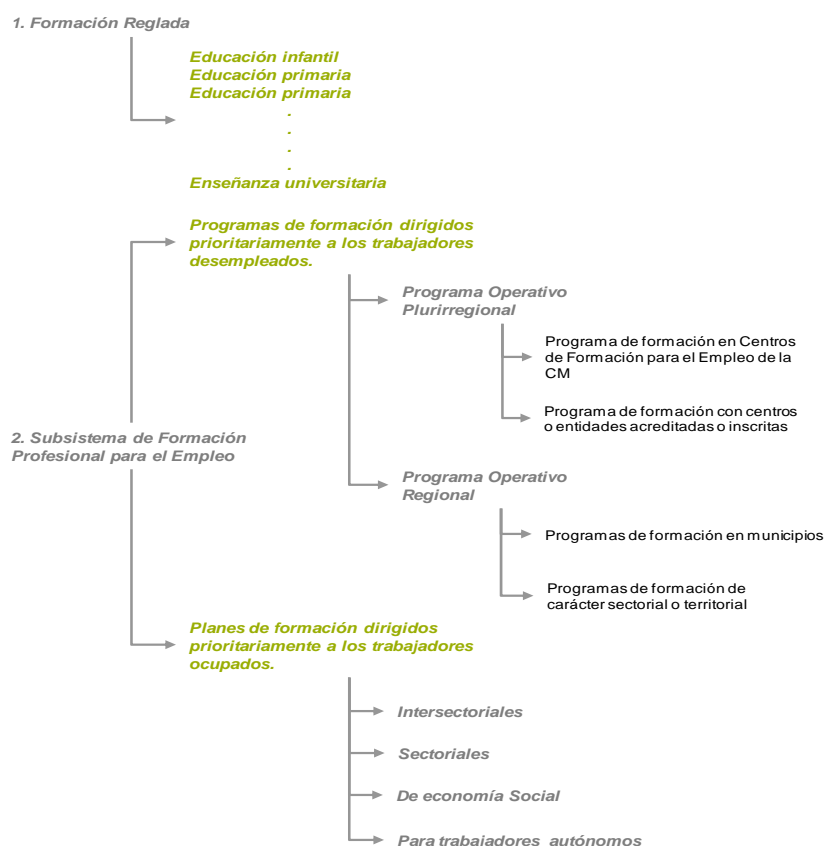 1. Formación Reglada
Educación infantil
Educación primaria
Educación primaria
.
.
.
.
Enseñanza universitaria
Programas de formación dirigidos
prioritariamente a los trabajadores
desempleados.
Programa Operativo
Plurirregional
Programa de formación en Centros
de Formación para el Empleo de la
CM
Programa de formación con centros
o entidades acreditadas o inscritas
2. Subsistema de Formación
Profesional para el Empleo
Programa Operativo
Regional
Programas de formación en municipios
Programas de formación de
carácter sectorial o territorial
Planes de formación dirigidos
prioritariamente a los trabajadores
ocupados.
Intersectoriales
Sectoriales
De economía Social
Para trabajadores autónomos